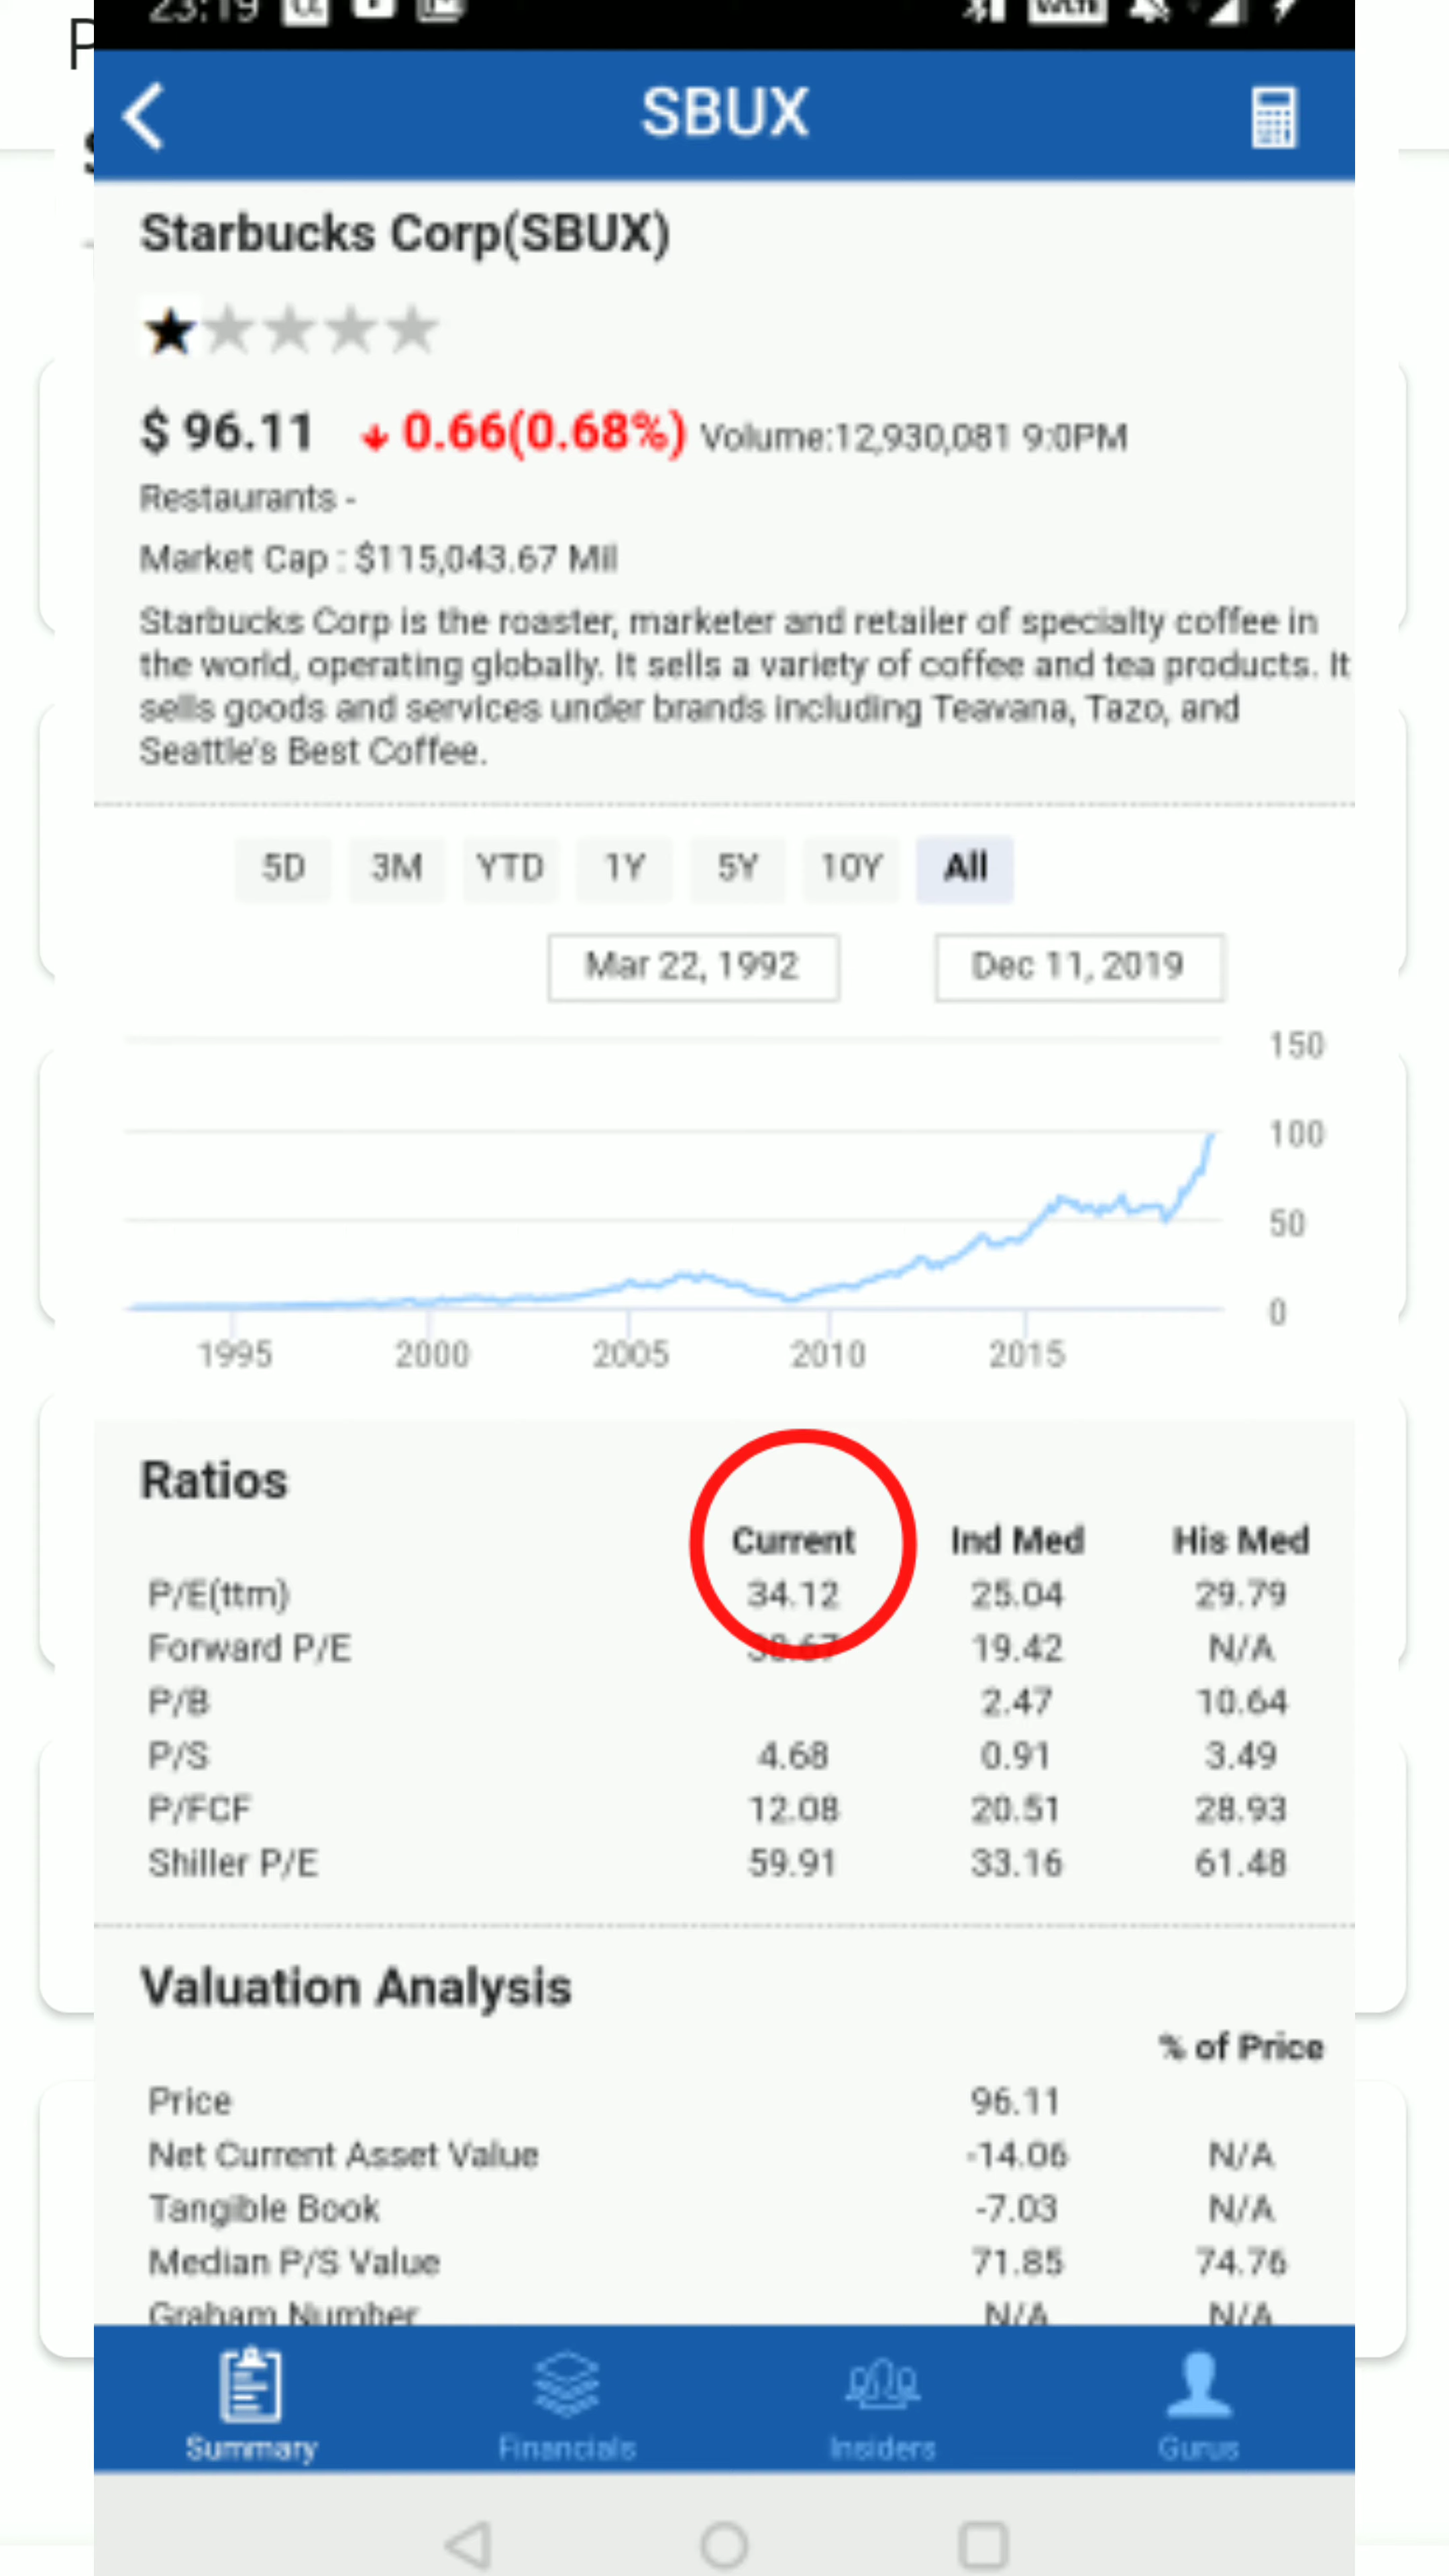 23:19
P
SBUX
Starbucks Corp(SBUX)
$ 96.11 0.66(0.68%) Volume:12,930,081 9:0PM
Restaurants -
Market Cap : $115,043.67 Mil
Starbucks Corp is the roaster, marketer and retailer of specialty coffee in
the world, operating globally. It sells a variety of coffee and tea products. It
sells goods and services under brands including Teavana, Tazo, and
Seattle's Best Coffee.
5D 3M YTD 1Y 5Y 10Y All
Mar 22, 1992 Dec 11, 2019
150
100
50
0
1995 2000 2005 2010 2015
Ratios
Current Ind Med His Med
P/E(ttm) 34.12 25.04 29.79
Forward P/E 19.42 N/A
P/B 2.47 10.64
P/S 4.68 0.91 3.49
P/FCF 12.08 20.51 28.93
Shiller P/E 59.91 33.16 61.48
Valuation Analysis
% of Price
Price 96.11
Net Current Asset Value -14.06 N/A
Tangible Book -7.03 N/A
Median P/S Value 71.85 74.76
Graham Number N/A N/A
Summary Financials Insiders Gurus